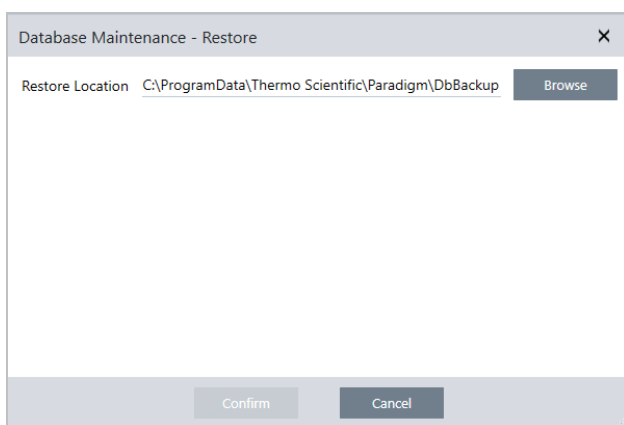 Database Maintenance - Restore
Restore Location C:\ProgramData\Thermo Scientific\Paradigm\DbBackup Browse
Confirm Cancel